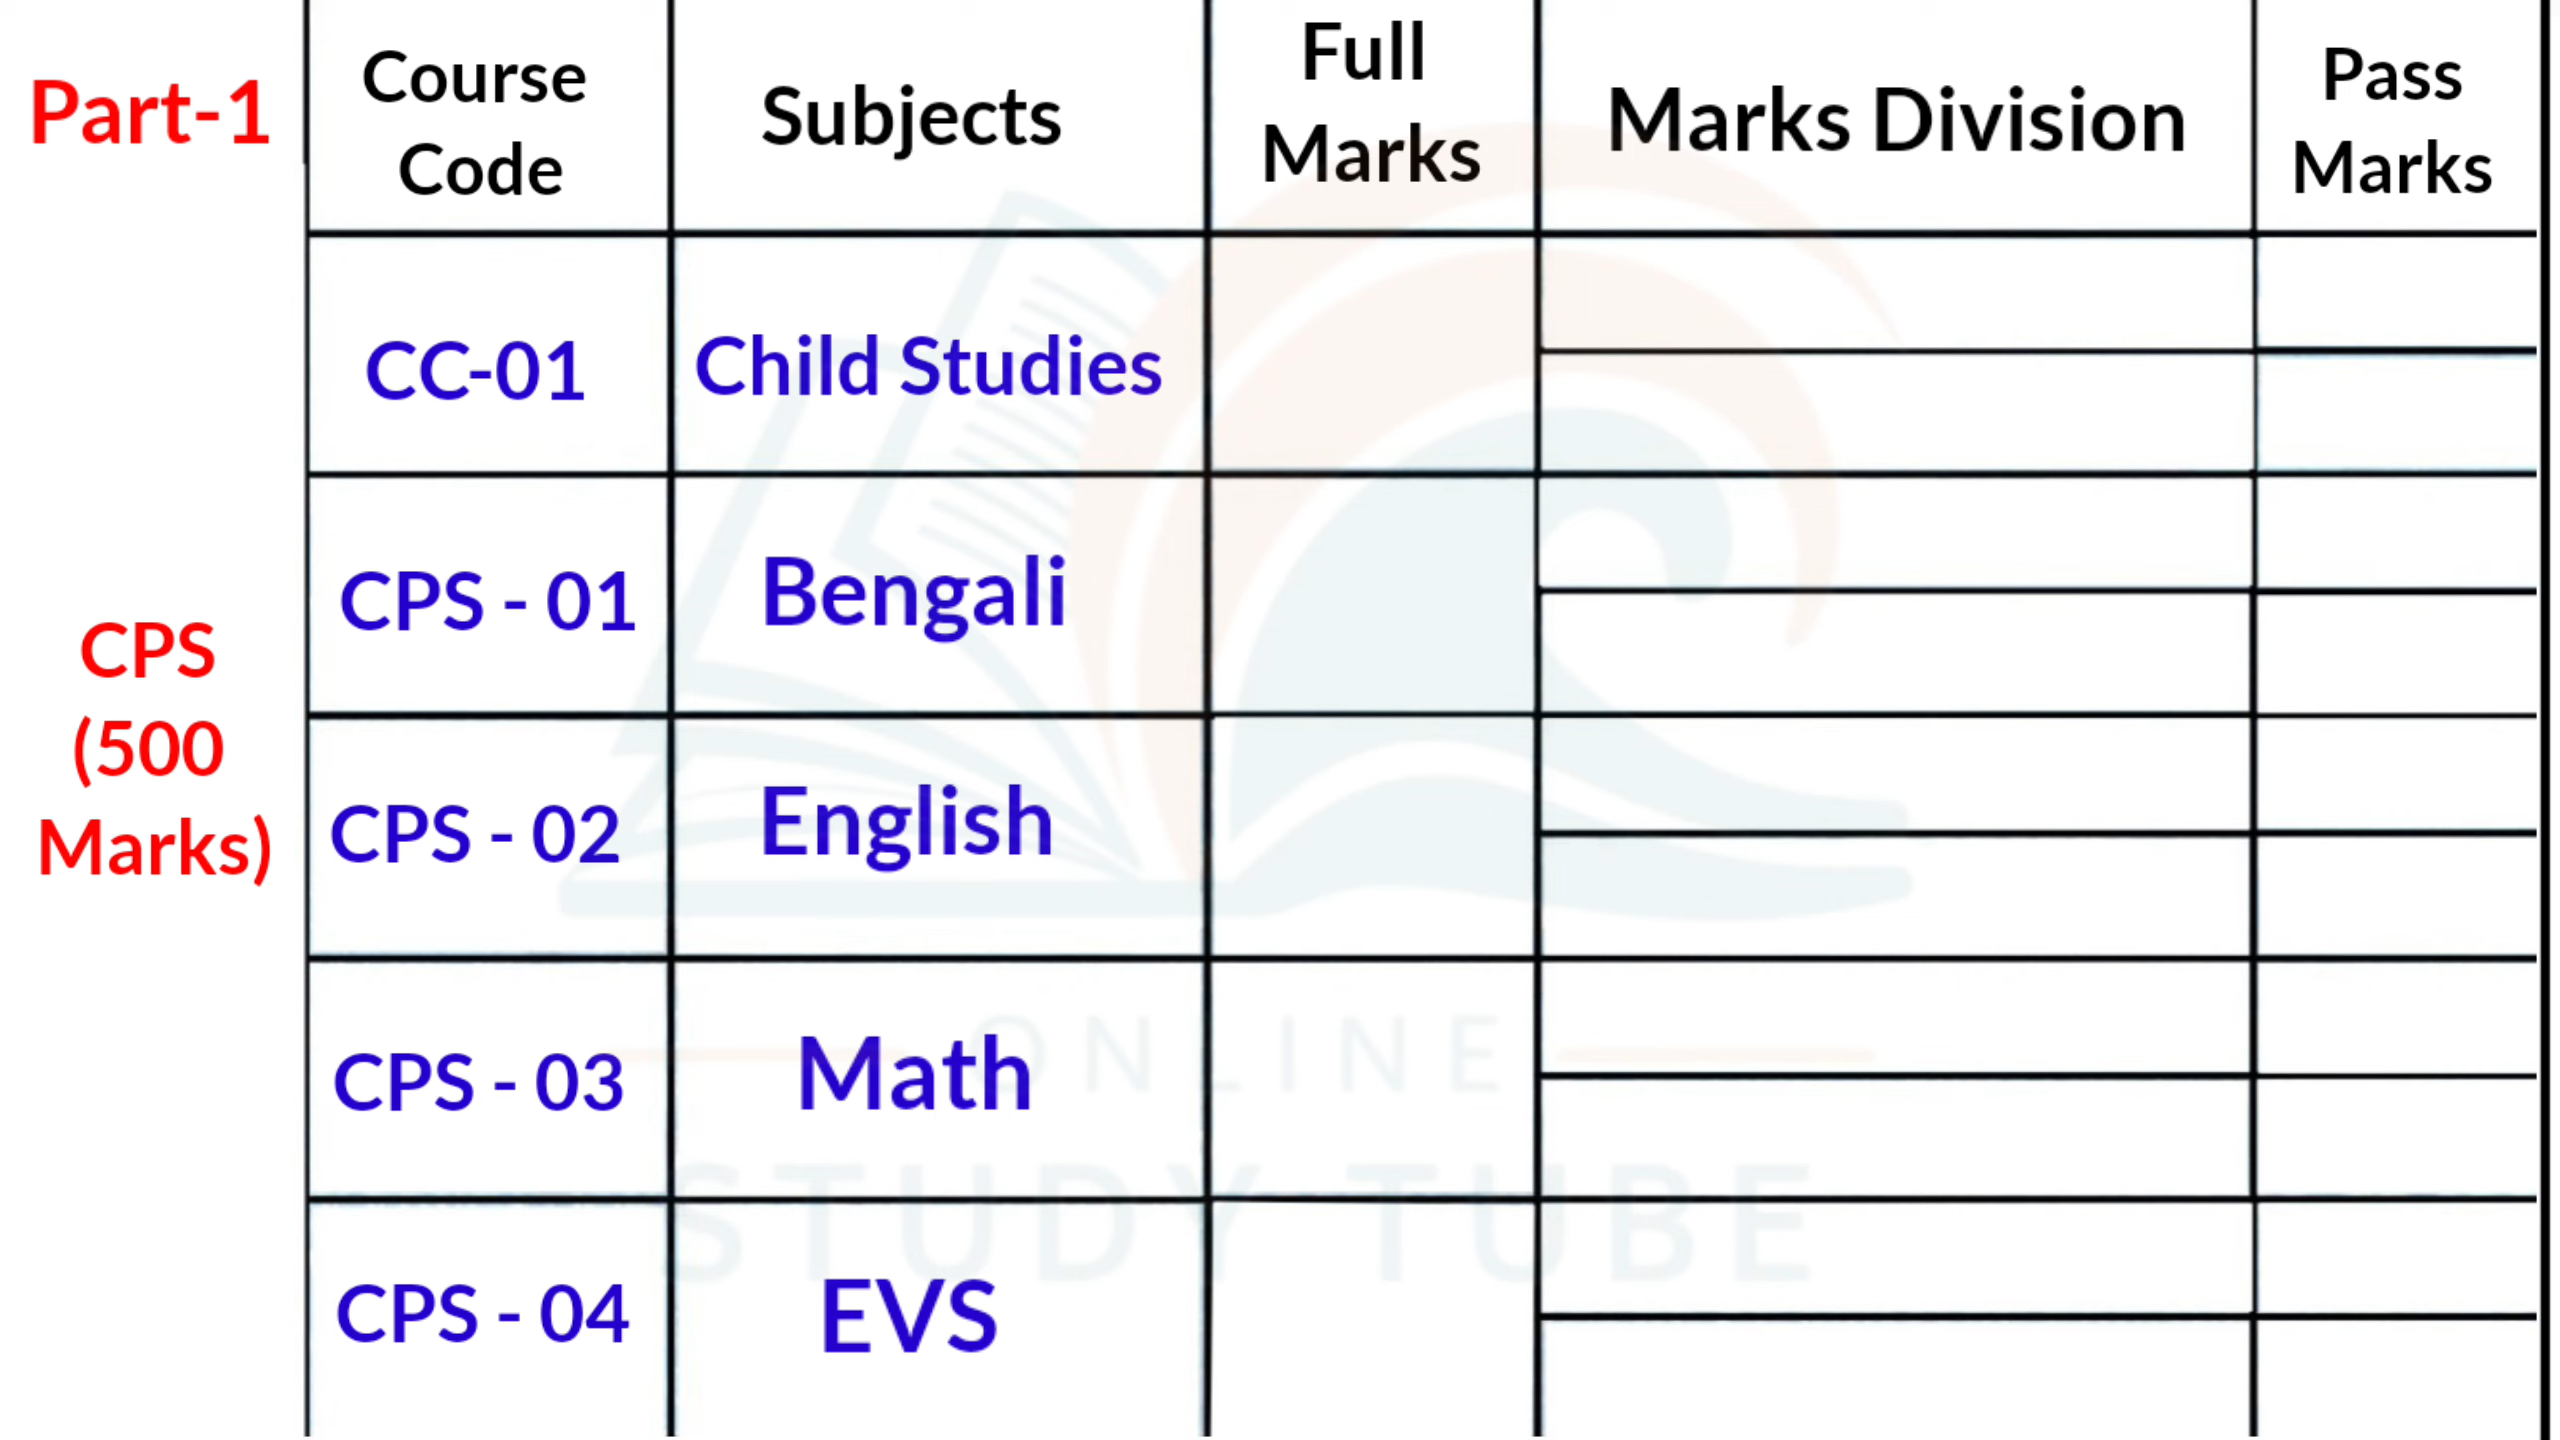 Part-1
Course
Code
Subjects
Full
Marks
Marks Division
Pass
Marks
CC-01
Child Studies
CPS
(500
Marks)
CPS - 01
Bengali
CPS - 02
English
CPS - 03
Math
CPS - 04
EVS
ONLINE
STUDY TUBE